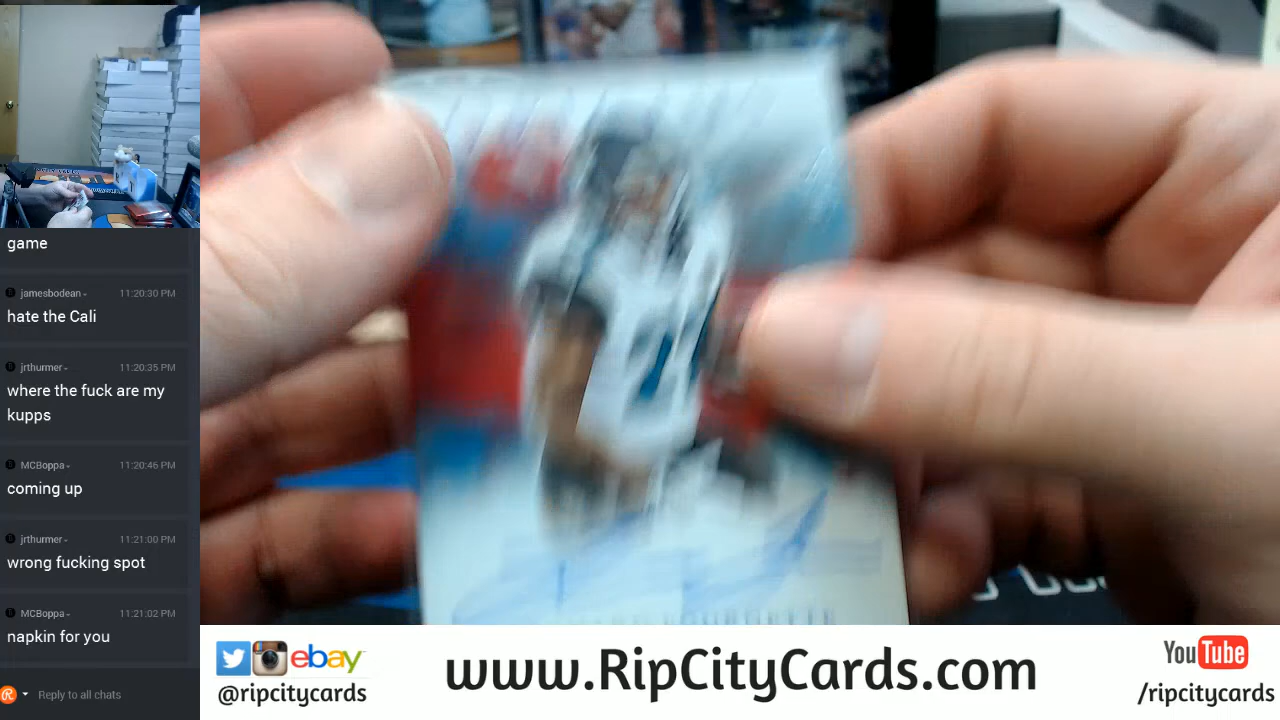 game
jamesbodean
11:20:30 PM
hate the Cali
jrthurmer
11:20:35 PM
where the fuck are my
kupps
MCBoppa
11:20:46 PM
coming up
jrthurmer
11:21:00 PM
wrong fucking spot
MCBoppa
11:21:02 PM
napkin for you
Reply to all chats
ebay
@ripcitycards
www.RipCityCards.com
YouTube
/ripcitycards